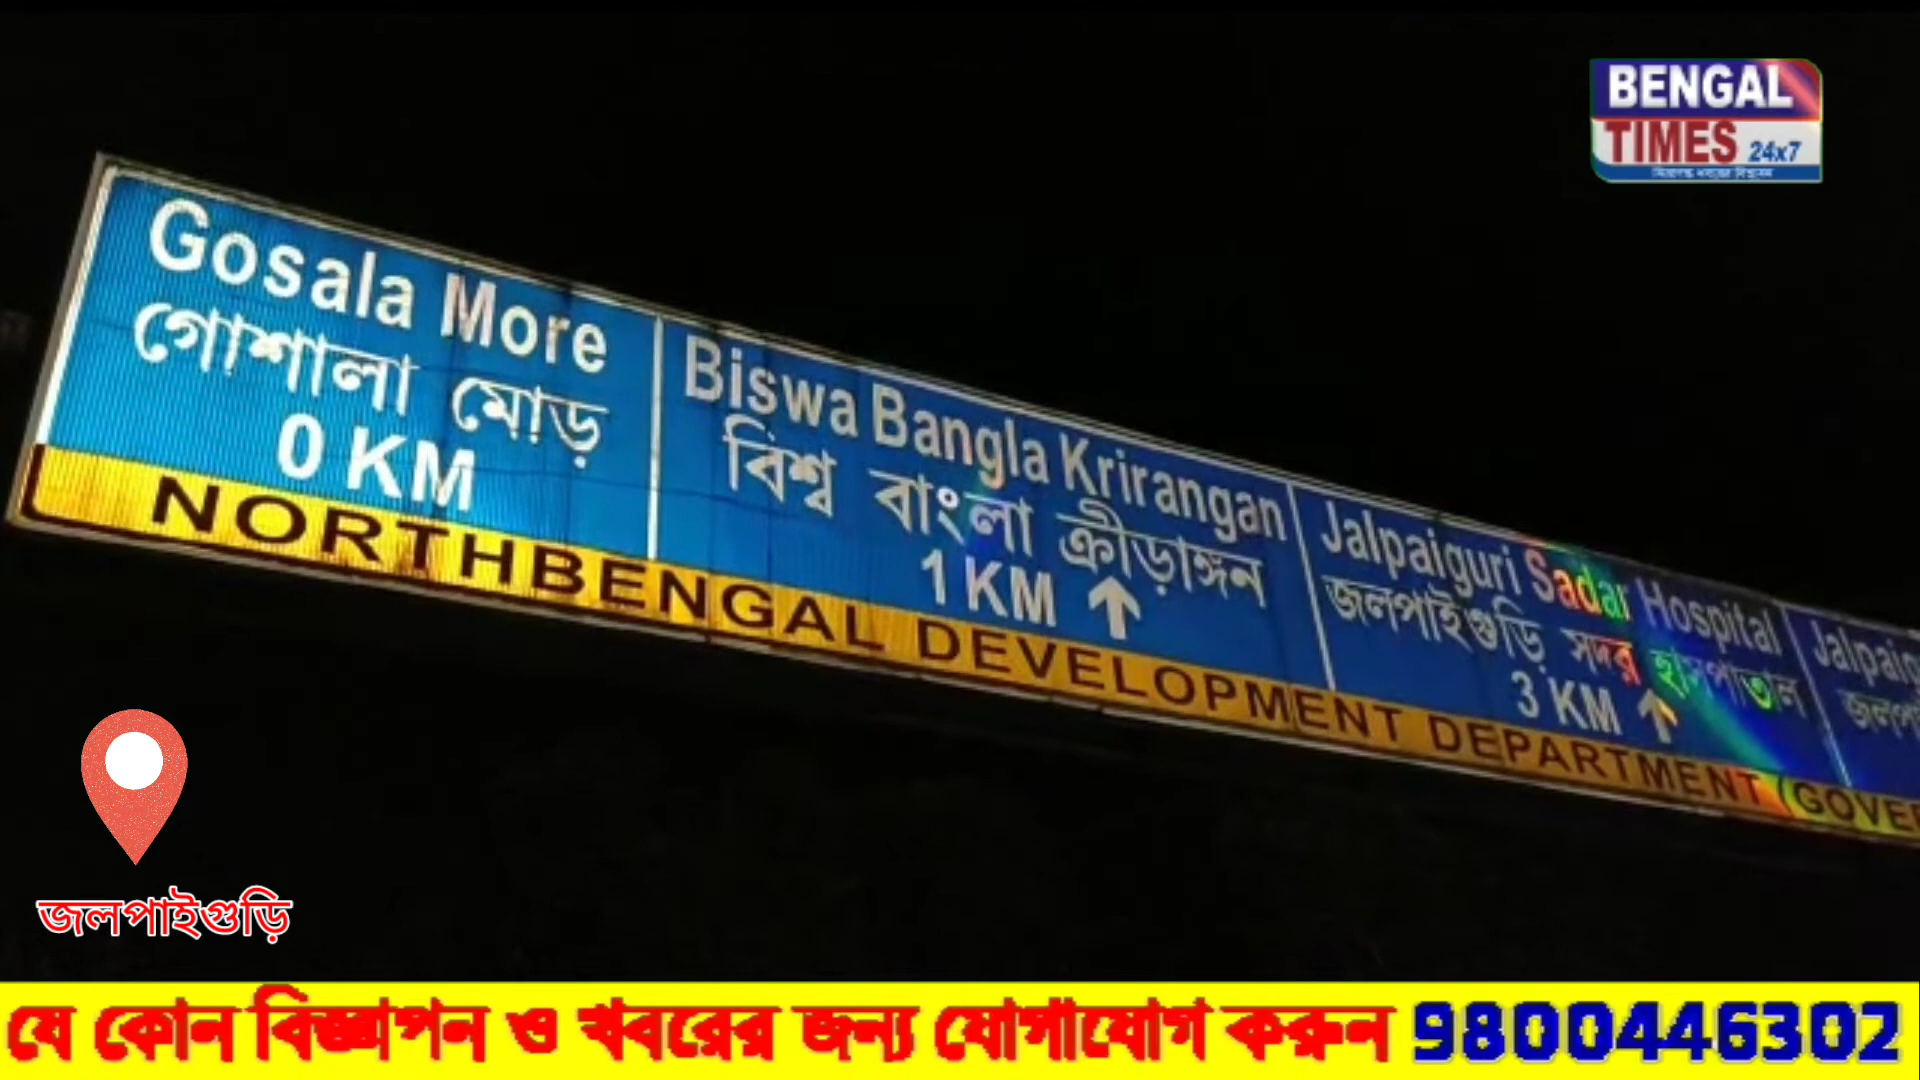 BENGAL
TIMES 24x7
Gosala More
গোশালা মোড়
0 KM
Biswa Bangla Krirangan
বিশ্ব বাংলা ক্রীড়াঙ্গন
1 KM
Jalpaiguri Sadar Hospital
জলপাইগুড়ি সদর হাসপাতাল
3 KM
NORTHBENGAL DEVELOPMENT DEPARTMENT
জলপাইগুড়ি
যে কোন বিজ্ঞাপন ও খবরের জন্য যোগাযোগ করুন 9800446302